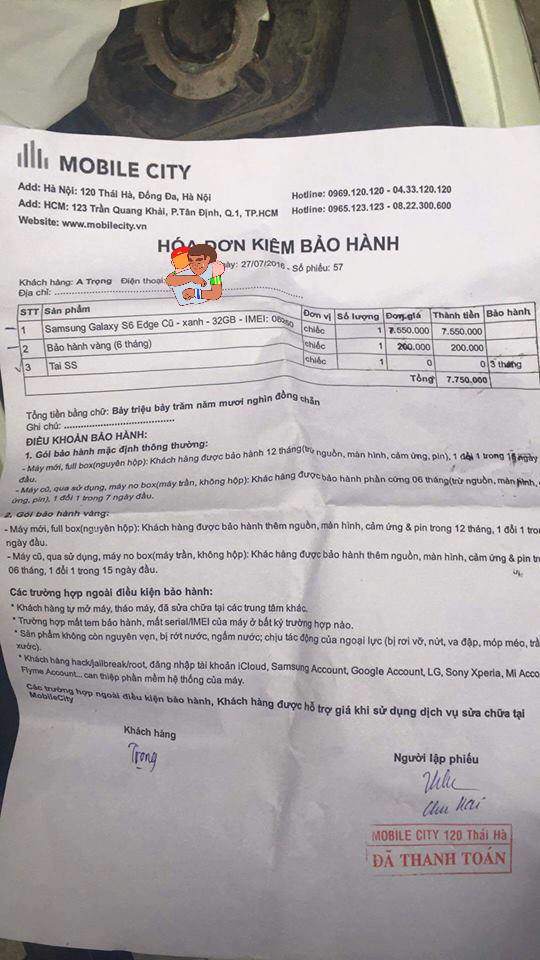 MOBILE CITY
Add: Hà Nội: 120 Thái Hà, Đống Đa, Hà Nội
Hotline: 0969.120.120 - 04.33.120.120
Add: HCM: 123 Trần Quang Khải, P.Tân Định, Q.1, TP.HCM
Hotline: 0965.123.123 - 08.22.300.600
Website: www.mobilecity.vn
HÓA ĐƠN KIÊM BẢO HÀNH
ngày: 27/07/2016 - Số phiếu: 57
Khách hàng: A Trọng Điện thoại:
Địa chỉ:
STT Sản phẩm Đơn vị Số lượng Đơn giá Thành tiền Bảo hành
1 Samsung Galaxy S6 Edge Cũ - xanh - 32GB - IMEI: chiếc 1 7.550.000 7.550.000
2 Bảo hành vàng (6 tháng) chiếc 1 200.000 200.000
3 Tai SS chiếc 1 0 0 3 tháng
Tổng 7.750.000
Tổng tiền bằng chữ: Bảy triệu bảy trăm năm mươi nghìn đồng chẵn
Ghi chú:
ĐIỀU KHOẢN BẢO HÀNH:
1. Gói bảo hành mặc định thông thường:
- Máy mới, full box(nguyên hộp): Khách hàng được bảo hành 12 tháng(trừ nguồn, màn hình, cảm ứng, pin), 1 đổi 1 trong 15 ngày
đầu.
- Máy cũ, qua sử dụng, máy no box(máy trần, không hộp): Khác hàng được bảo hành phần cứng 06 tháng(trừ nguồn, màn hình,
ứng, pin), 1 đổi 1 trong 7 ngày đầu.
2. Gói bảo hành vàng:
- Máy mới, full box(nguyên hộp): Khách hàng được bảo hành thêm nguồn, màn hình, cảm ứng & pin trong 12 tháng, 1 đổi 1
ngày đầu.
- Máy cũ, qua sử dụng, máy no box(máy trần, không hộp): Khác hàng được bảo hành thêm nguồn, màn hình, cảm ứng & pin
06 tháng, 1 đổi 1 trong 15 ngày đầu.
Các trường hợp ngoài điều kiện bảo hành:
* Khách hàng tự mở máy, tháo máy, đã sửa chữa tại các trung tâm khác.
* Trường hợp mất tem bảo hành, mất serial/IMEI của máy ở bất kỳ trường hợp nào.
* Sản phẩm không còn nguyên vẹn, bị rớt nước, ngấm nước; chịu tác động của ngoại lực (bị rơi vỡ, nứt, va đập, móp méo,
xước).
* Khách hàng hack/jailbreak/root, đăng nhập tài khoản iCloud, Samsung Account, Google Account, LG, Sony Xperia, Mi
Flyme Account... can thiệp phần mềm hệ thống của máy.
Các trường hợp ngoài điều kiện bảo hành, Khách hàng được hỗ trợ giá khi sử dụng dịch vụ sửa chữa tại
MobileCity
Khách hàng
Trọng
Người lập phiếu
MOBILE CITY 120 Thái Hà
ĐÃ THANH TOÁN